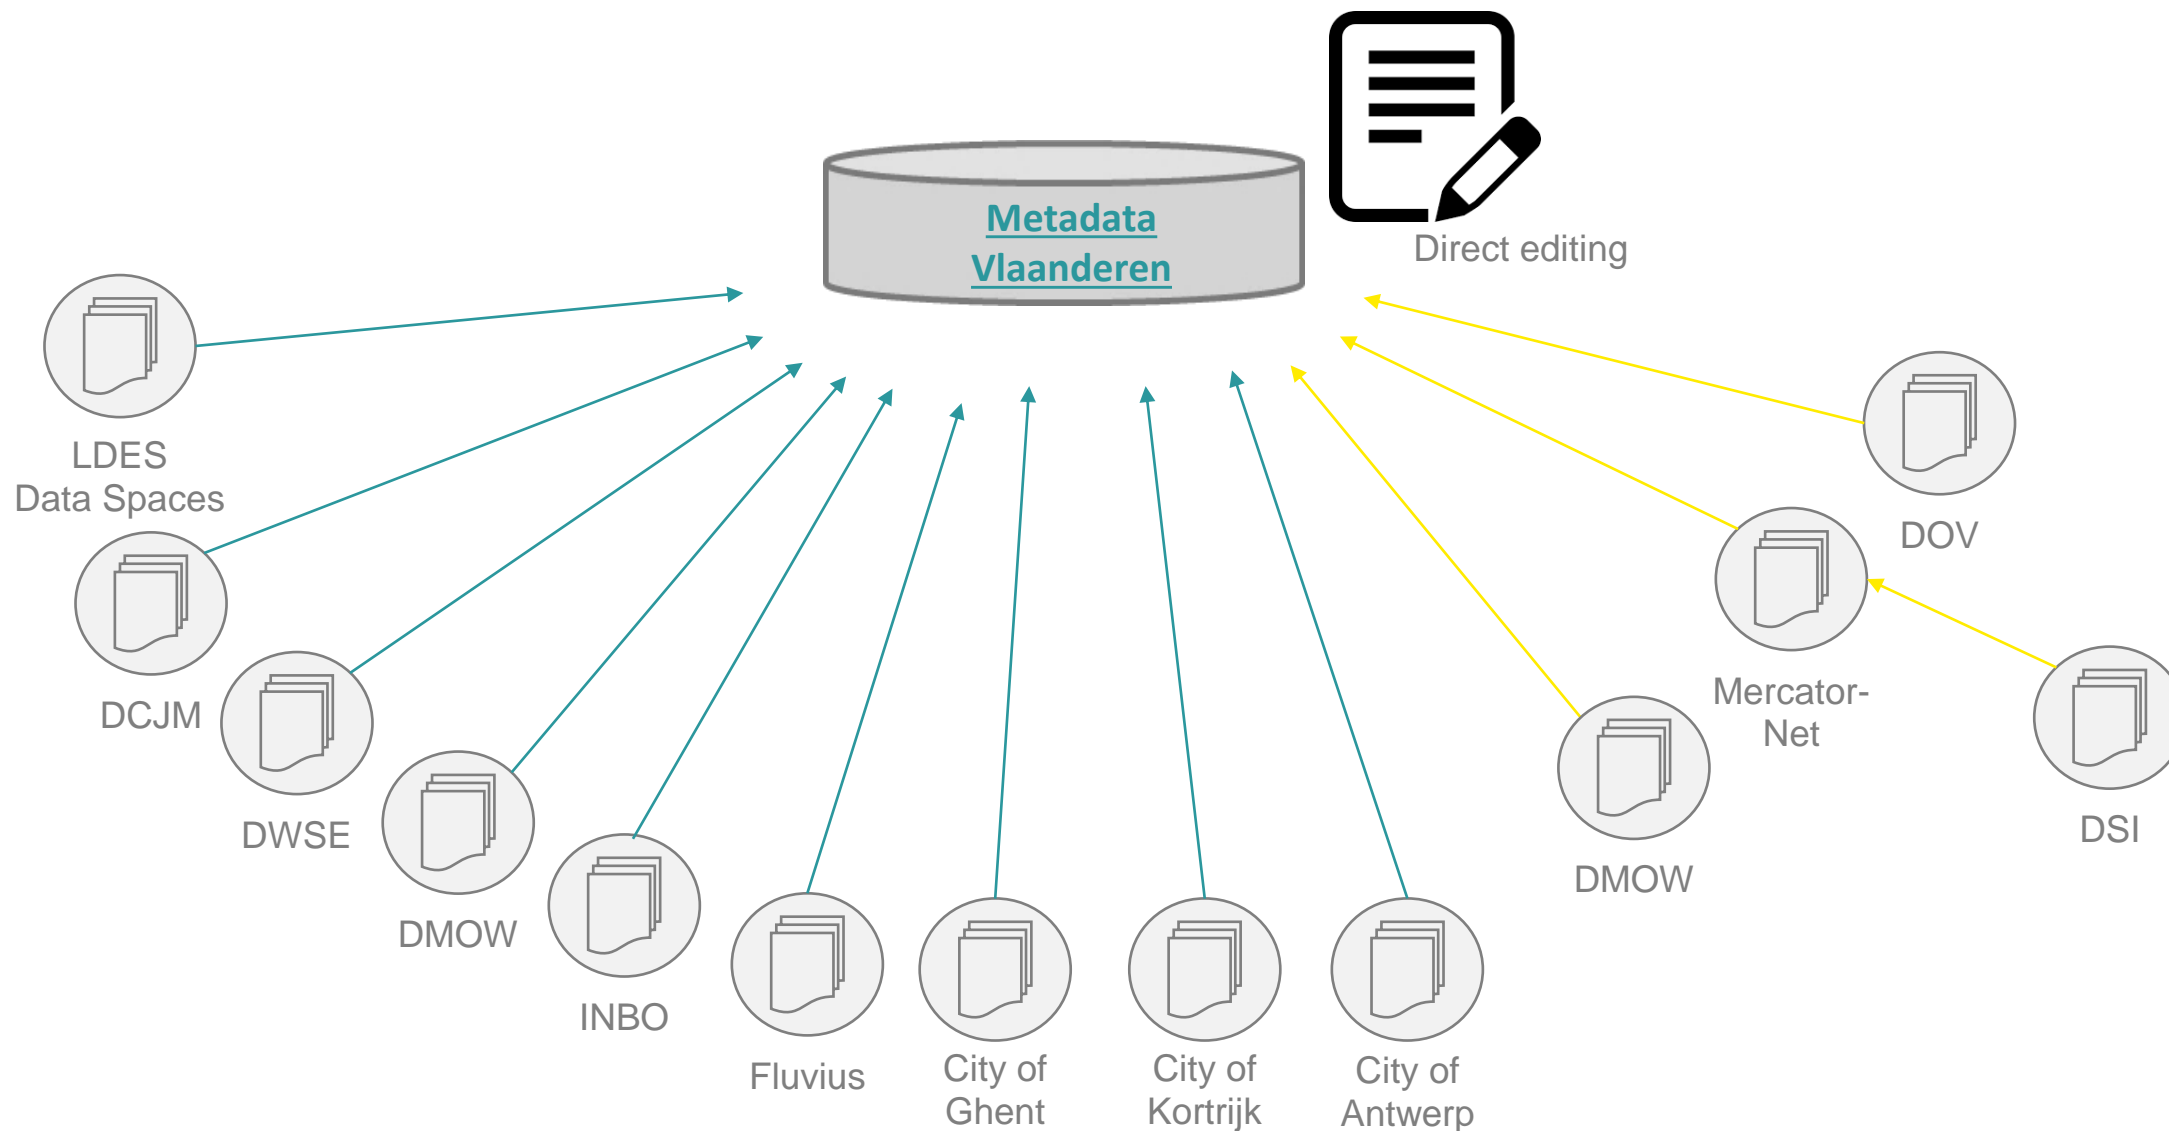 Metadata
Vlaanderen
Direct editing
LDES
Data Spaces
DCJM
DWSE
DMOW
INBO
Fluvius
City of
Ghent
City of
Kortrijk
City of
Antwerp
DMOW
Mercator-
Net
DOV
DSI